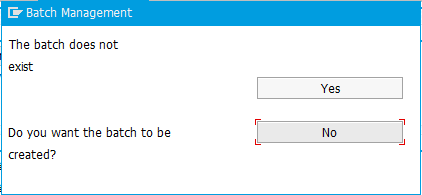 Batch Management
The batch does not
exist
Yes
Do you want the batch to be
No
created?